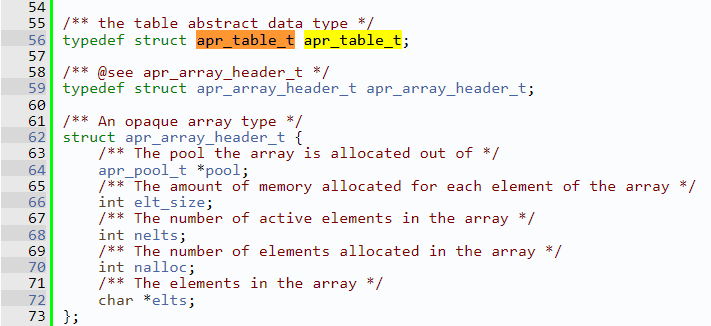 54
55 /** the table abstract data type */
56 typedef struct apr_table_t apr_table_t;
57
58 /** @see apr_array_header_t */
59 typedef struct apr_array_header_t apr_array_header_t;
60
61 /** An opaque array type */
62 struct apr_array_header_t {
63     /** The pool the array is allocated out of */
64     apr_pool_t *pool;
65     /** The amount of memory allocated for each element of the array */
66     int elt_size;
67     /** The number of active elements in the array */
68     int nelts;
69     /** The number of elements allocated in the array */
70     int nalloc;
71     /** The elements in the array */
72     char *elts;
73 };